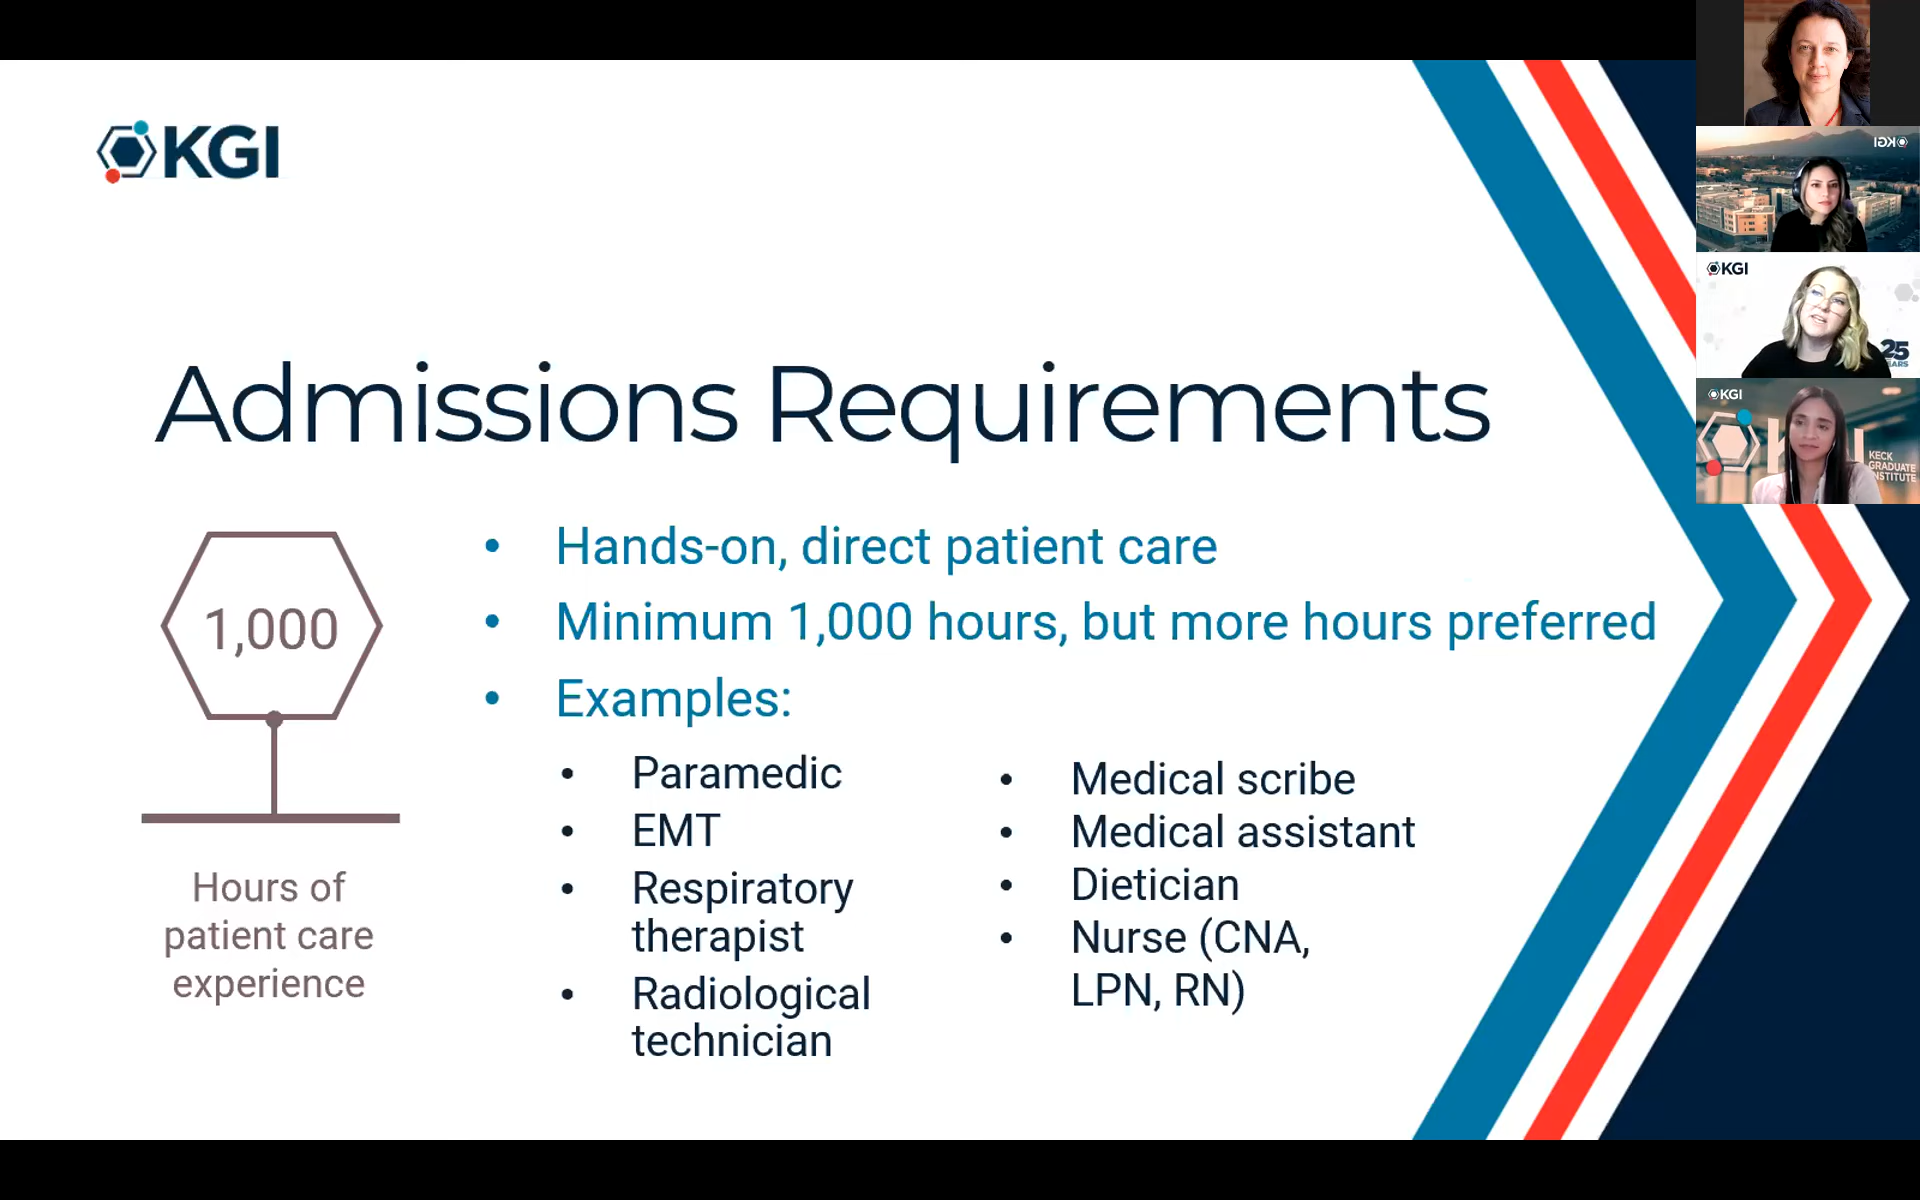 KGI
Admissions Requirements
1,000
Hours of
patient care
experience
• Hands-on, direct patient care
• Minimum 1,000 hours, but more hours preferred
• Examples:
• Paramedic
• EMT
• Respiratory
therapist
• Radiological
technician
• Medical scribe
• Medical assistant
• Dietician
• Nurse (CNA,
LPN, RN)
KGI
KGI
25
KGI
KECK
GRADUATE
INSTITUTE